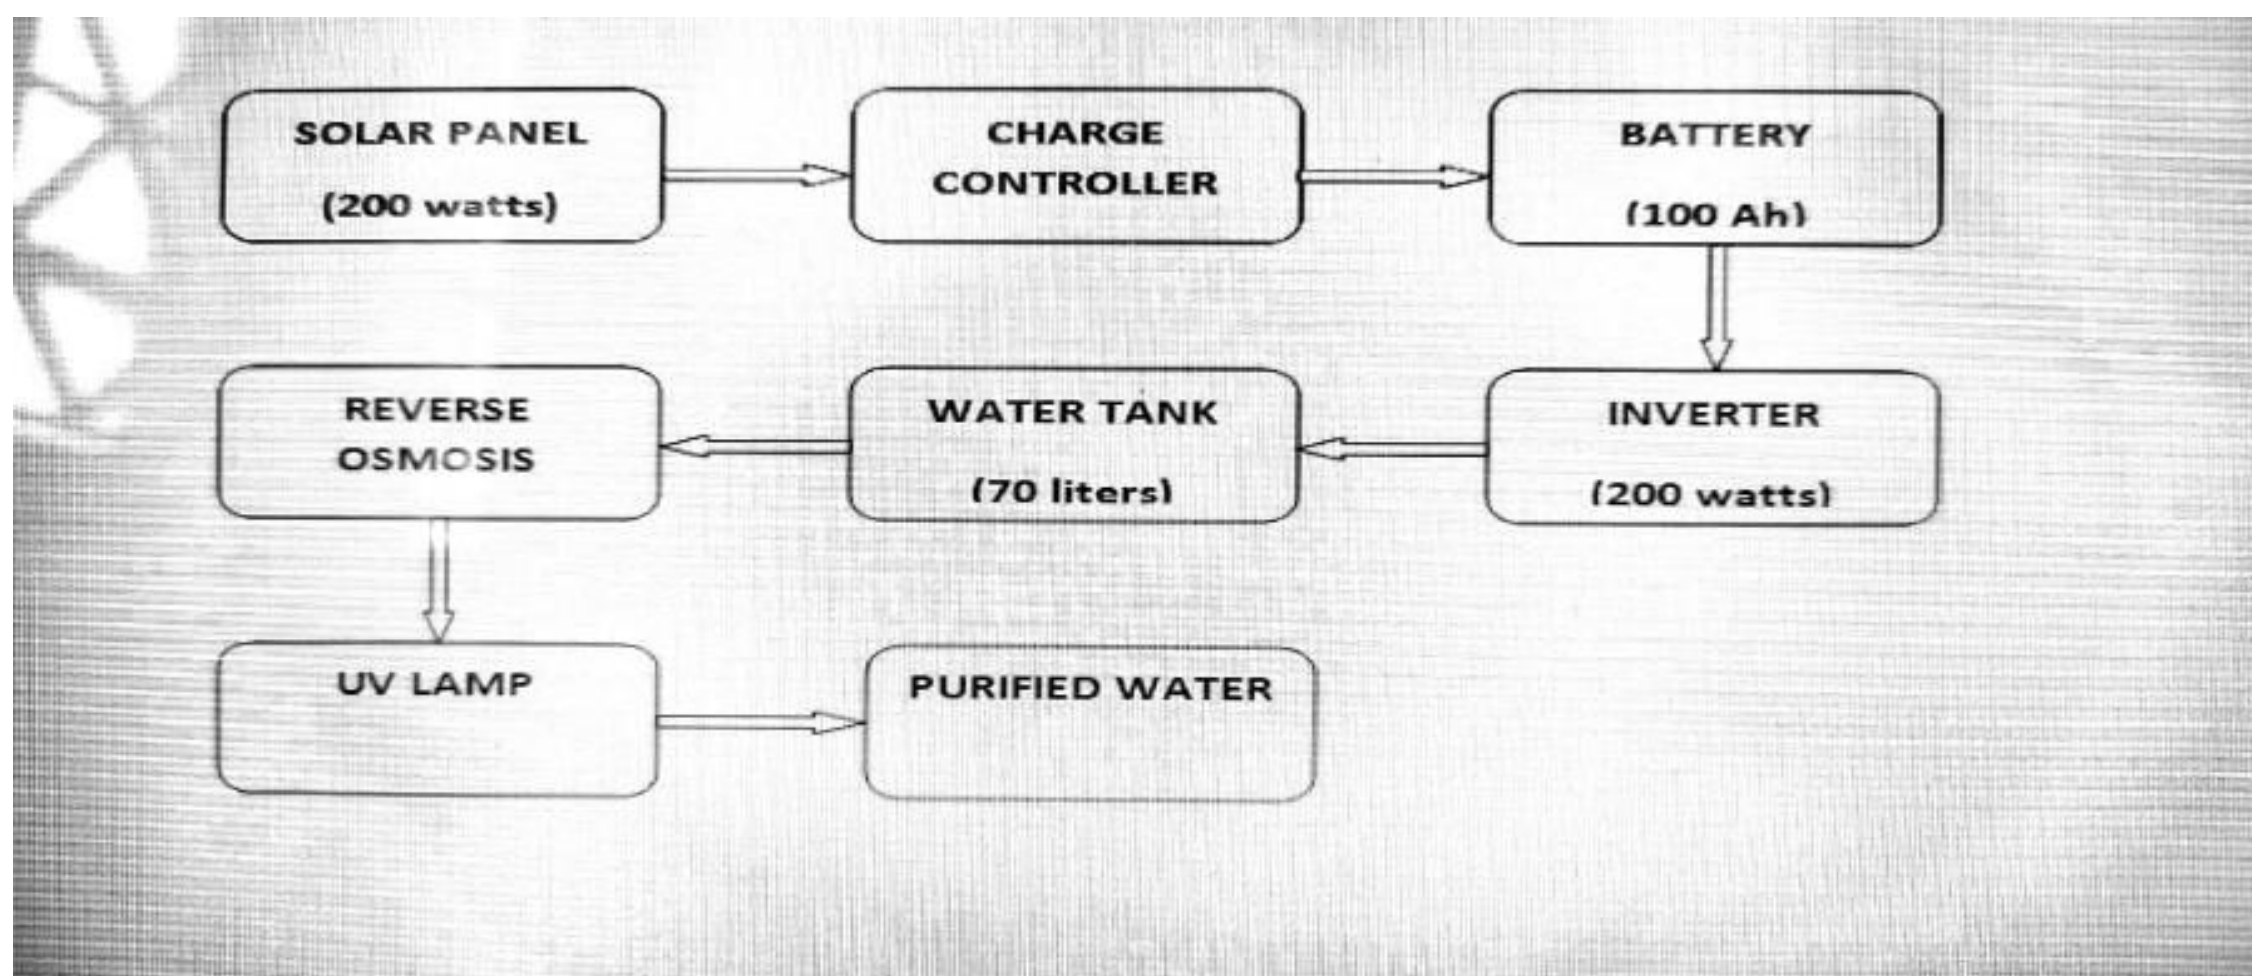 SOLAR PANEL
(200 watts)
CHARGE
CONTROLLER
BATTERY
(100 Ah)
REVERSE
OSMOSIS
WATER TANK
(70 liters)
INVERTER
(200 watts)
UV LAMP
PURIFIED WATER